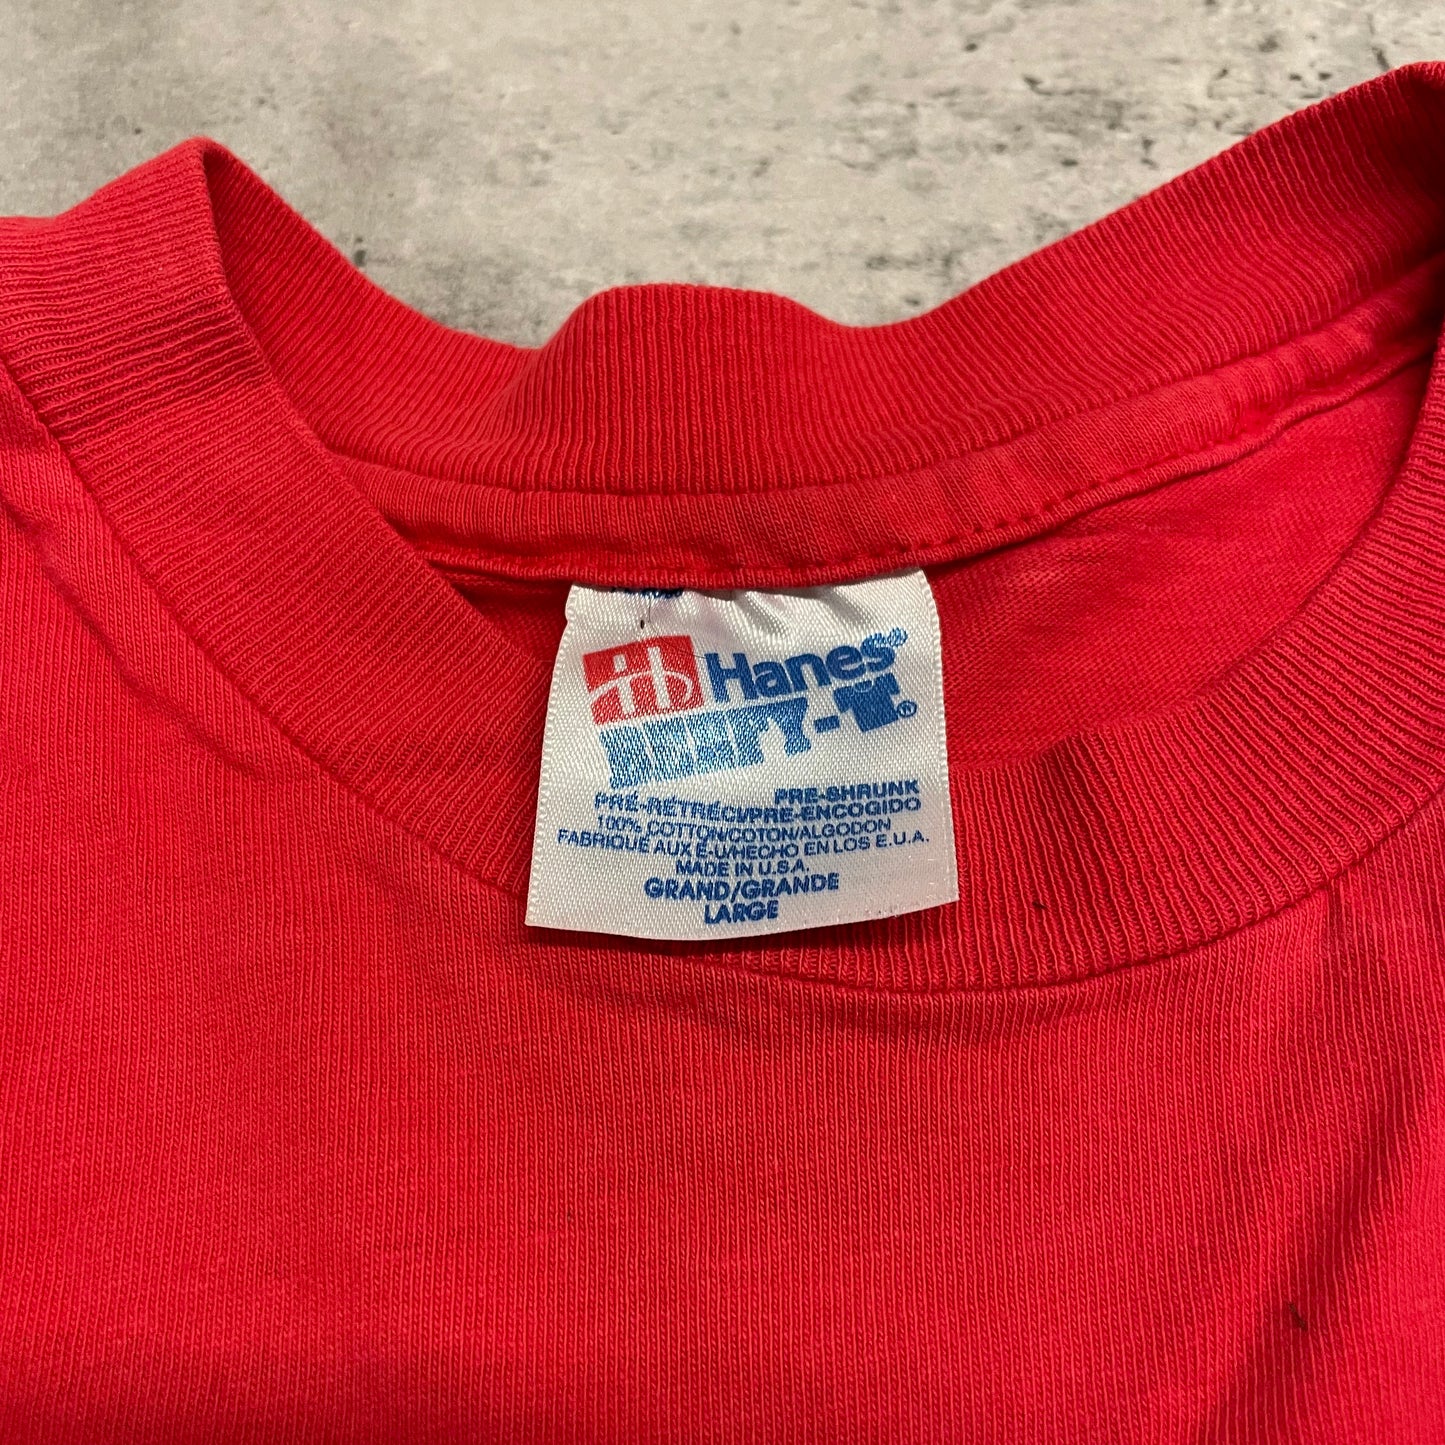 Hanes®
BEEFY-T®
PRE-SHRUNK
PRÉ-RÉTRÉCI/PRE-ENCOGIDO
100% COTTON/COTON/ALGODON
FABRIQUÉ AUX É-U/HECHO EN LOS E.U.A.
MADE IN U.S.A.
GRAND/GRANDE
LARGE